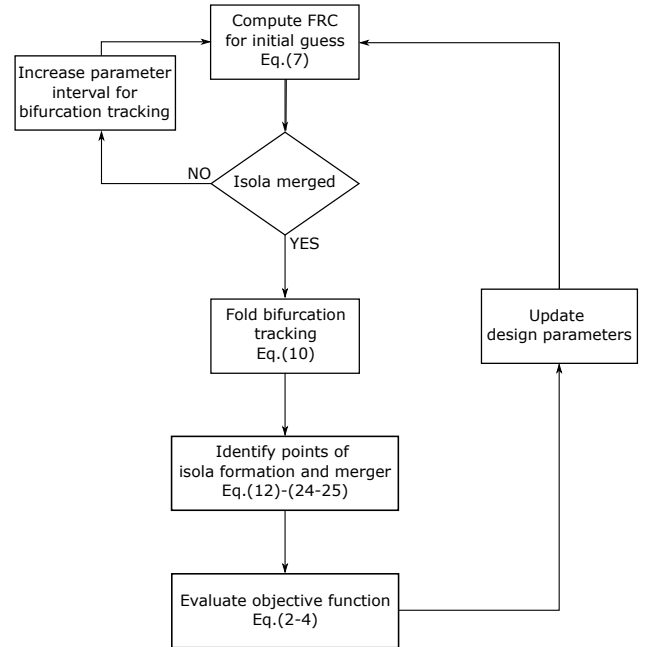 Compute FRC
for initial guess
Eq.(7)
Increase parameter
interval for
bifurcation tracking
NO
Isola merged
YES
Fold bifurcation
tracking
Eq.(10)
Update
design parameters
Identify points of
isola formation and merger
Eq.(12)-(24-25)
Evaluate objective function
Eq.(2-4)